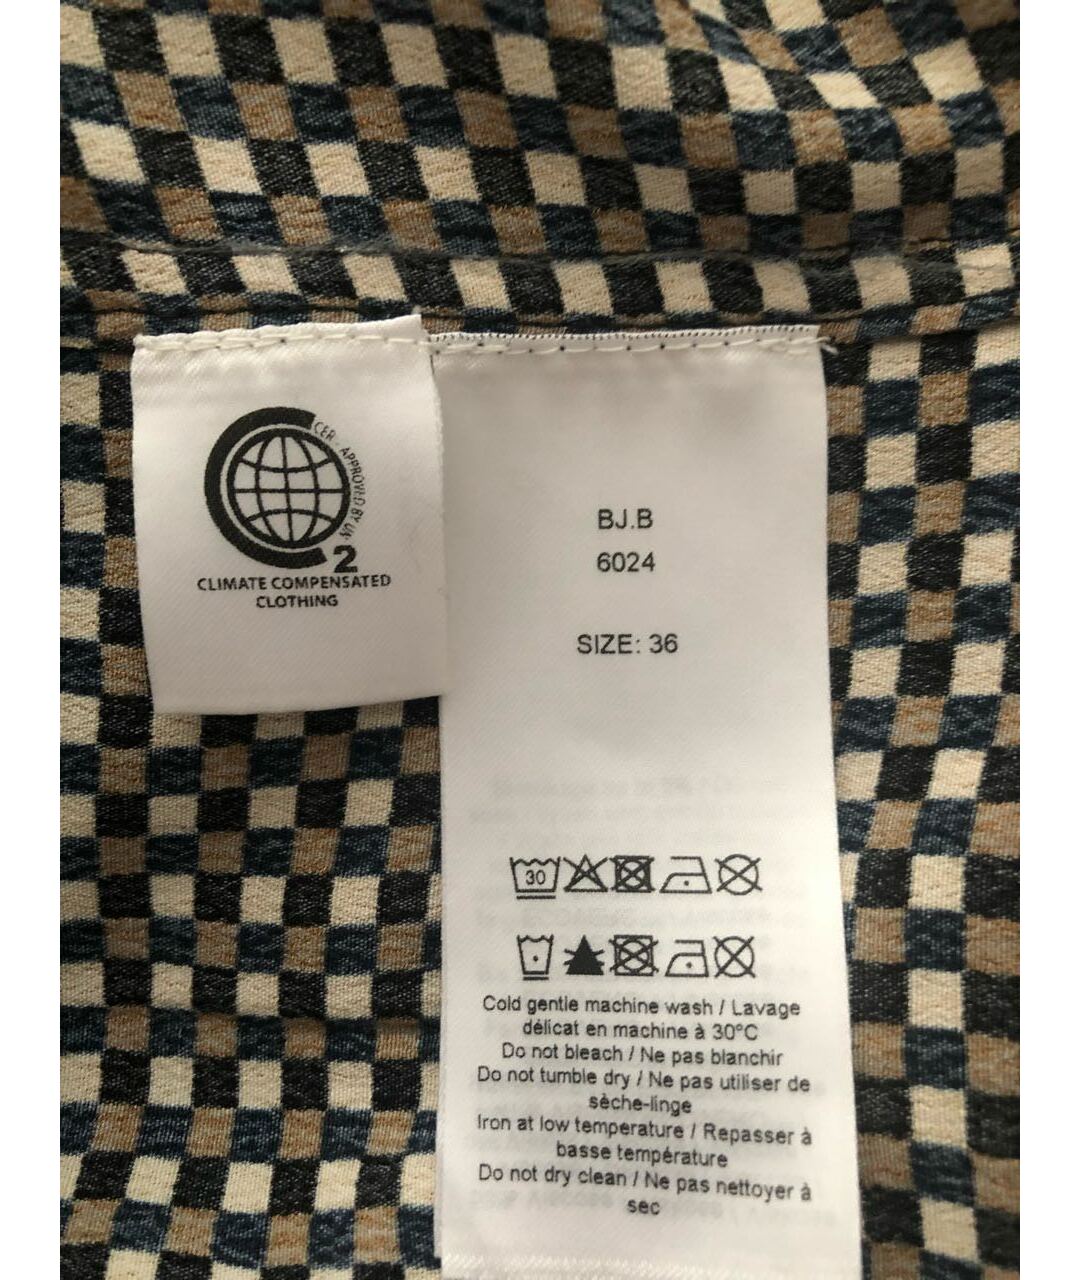 CER - APPROVED BY UN
2
CLIMATE COMPENSATED
CLOTHING
BJ.B
6024
SIZE: 36
30
Cold gentle machine wash / Lavage
délicat en machine à 30°C
Do not bleach / Ne pas blanchir
Do not tumble dry / Ne pas utiliser de
sèche-linge
Iron at low temperature / Repasser à
basse température
Do not dry clean / Ne pas nettoyer à
sec